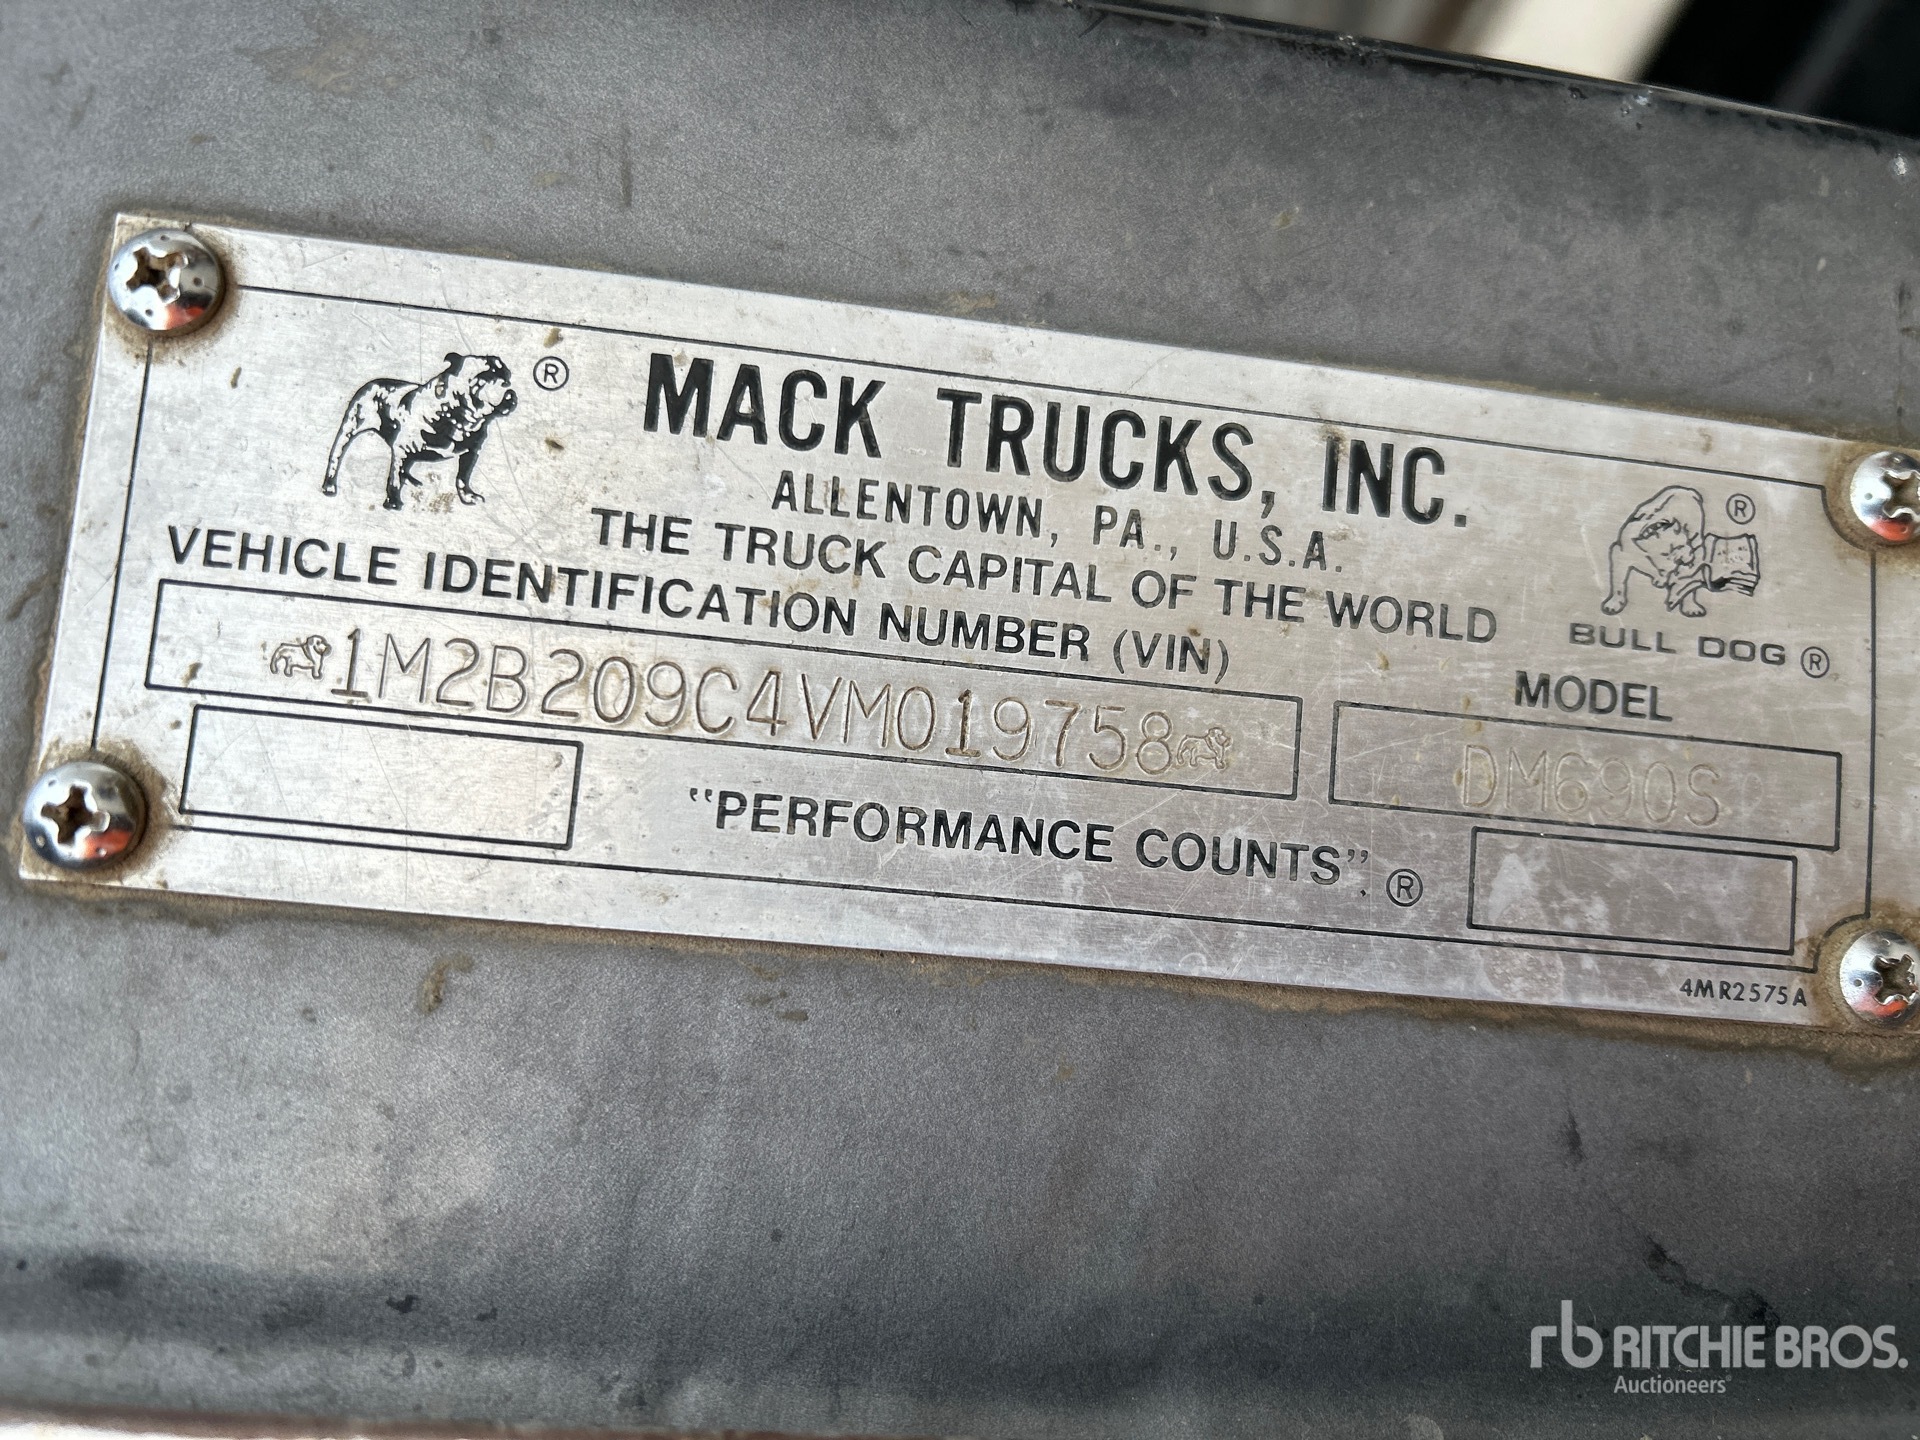 ®
MACK TRUCKS, INC.
ALLENTOWN, PA., U.S.A.
THE TRUCK CAPITAL OF THE WORLD
®
BULL DOG ®
VEHICLE IDENTIFICATION NUMBER (VIN)
MODEL
1M2B209C4VM019758
DM690S
"PERFORMANCE COUNTS". ®
4MR2575A
rb RITCHIE BROS.
Auctioneers